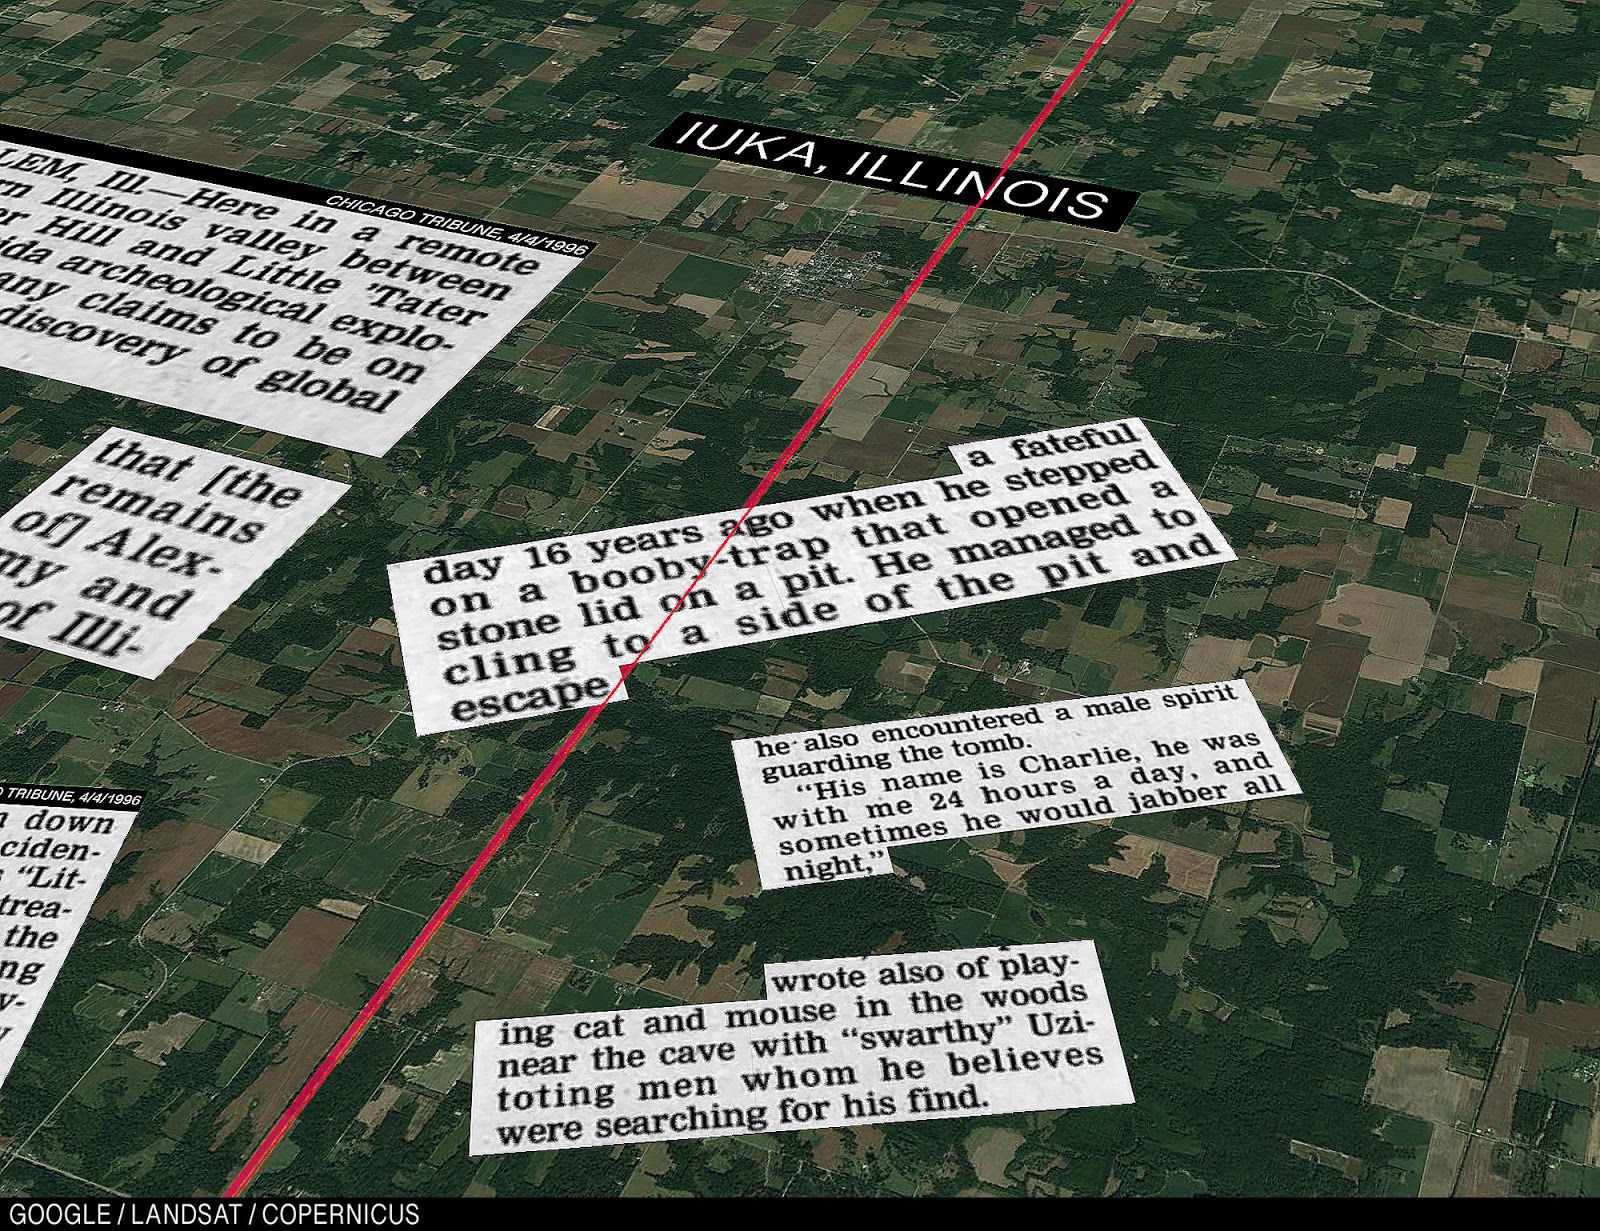 IUKA, ILLINOIS
CHICAGO TRIBUNE, 4/4/1996
LEM, Ill.—Here in a remote
rn Illinois valley between
er Hill and Little 'Tater
ida archeological explo-
any claims to be on
discovery of global
that [the
remains
of] Alex-
my and
of Illi-
a fateful
day 16 years ago when he stepped
on a booby-trap that opened a
stone lid on a pit. He managed to
cling to a side of the pit and
escape
he also encountered a male spirit
guarding the tomb.
“His name is Charlie, he was
with me 24 hours a day, and
sometimes he would jabber all
night,”
O TRIBUNE, 4/4/1996
n down
ciden-
“Lit-
trea-
the
ng
y-
y
wrote also of play-
ing cat and mouse in the woods
near the cave with “swarthy” Uzi-
toting men whom he believes
were searching for his find.
GOOGLE / LANDSAT / COPERNICUS